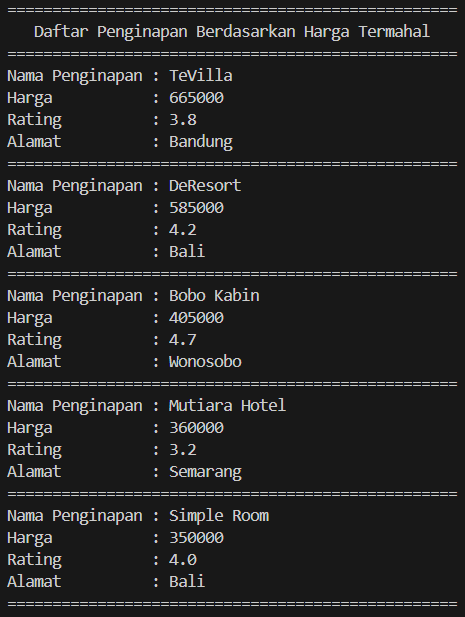 ==================================================
Daftar Penginapan Berdasarkan Harga Termahal
==================================================
Nama Penginapan : TeVilla
Harga : 665000
Rating : 3.8
Alamat : Bandung
==================================================
Nama Penginapan : DeResort
Harga : 585000
Rating : 4.2
Alamat : Bali
==================================================
Nama Penginapan : Bobo Kabin
Harga : 405000
Rating : 4.7
Alamat : Wonosobo
==================================================
Nama Penginapan : Mutiara Hotel
Harga : 360000
Rating : 3.2
Alamat : Semarang
==================================================
Nama Penginapan : Simple Room
Harga : 350000
Rating : 4.0
Alamat : Bali
==================================================